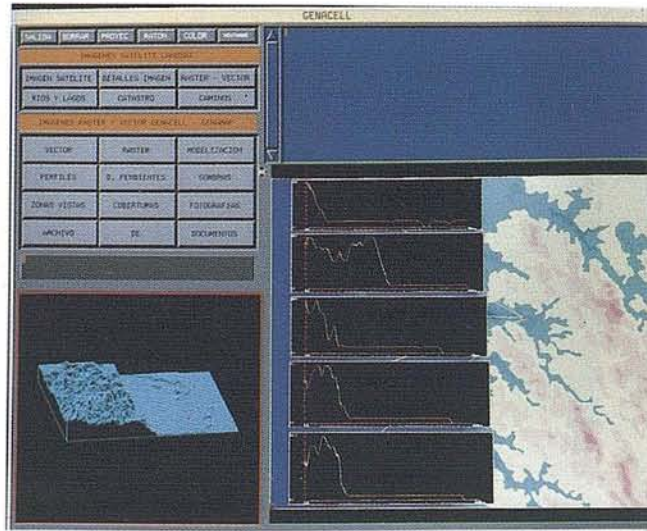 GENACELL
SALIDA BORRAR PROYEC RATON COLOR VENTANAS
IMAGENES SATELITE LANDSAT
IMAGEN SATELITE DETALLES IMAGEN RASTER - VECTOR
RIOS Y LAGOS CATASTRO CAMINOS
IMAGENES RASTER Y VECTOR GENACELL - GENAMAP
VECTOR RASTER MODELIZACION
PERFILES D. PENDIENTES SOMBRAS
ZONAS VISTAS COBERTURAS FOTOGRAFIAS
ARCHIVO DE DOCUMENTOS